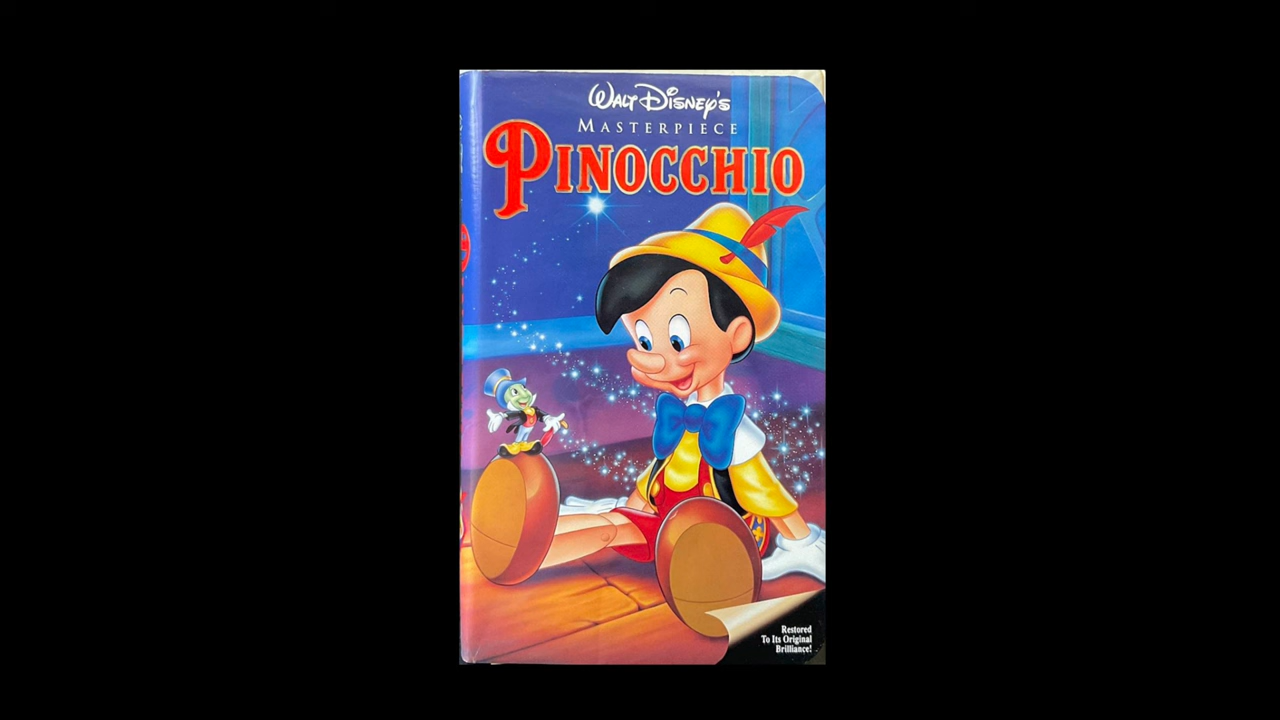 Walt Disney's
MASTERPIECE
PINOCCHIO
Restored
To Its Original
Brilliance!